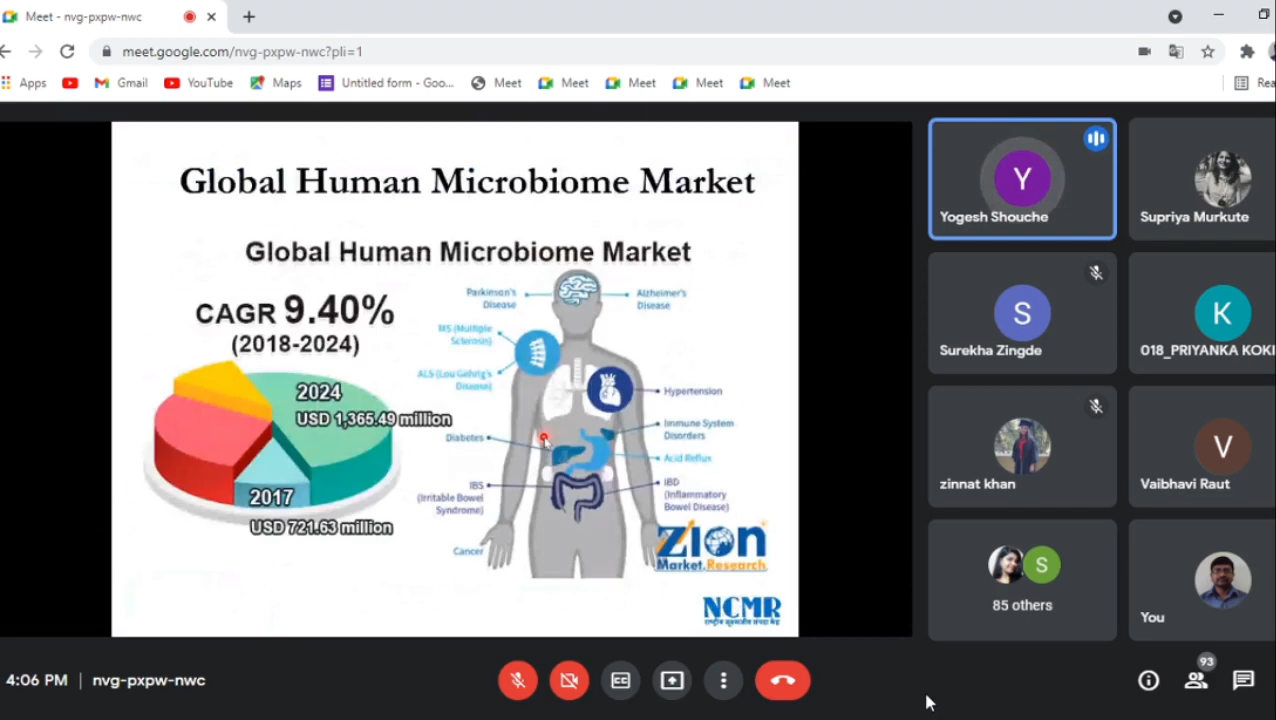 Meet - nvg-pxpw-nwc
meet.google.com/nvg-pxpw-nwc?pli=1
Apps
Gmail
YouTube
Maps
Untitled form - Goo...
Meet
Meet
Meet
Meet
Meet
Rea
Global Human Microbiome Market
Global Human Microbiome Market
CAGR 9.40%
(2018-2024)
2024
USD 1,365.49 million
2017
USD 721.63 million
Parkinson's
Disease
Alzheimer's
Disease
MS (Multiple
Sclerosis)
ALS (Lou Gehrig's
Disease)
Hypertension
Immune System
Disorders
Diabetes
Acid Reflux
IBS
(Irritable Bowel
Syndrome)
IBD
(Inflammatory
Bowel Disease)
Cancer
Zion
Market.Research
NCMR
Y
Yogesh Shouche
Supriya Murkute
S
Surekha Zingde
K
018_PRIYANKA KOKI
zinnat khan
V
Vaibhavi Raut
S
85 others
You
4:06 PM
nvg-pxpw-nwc
93